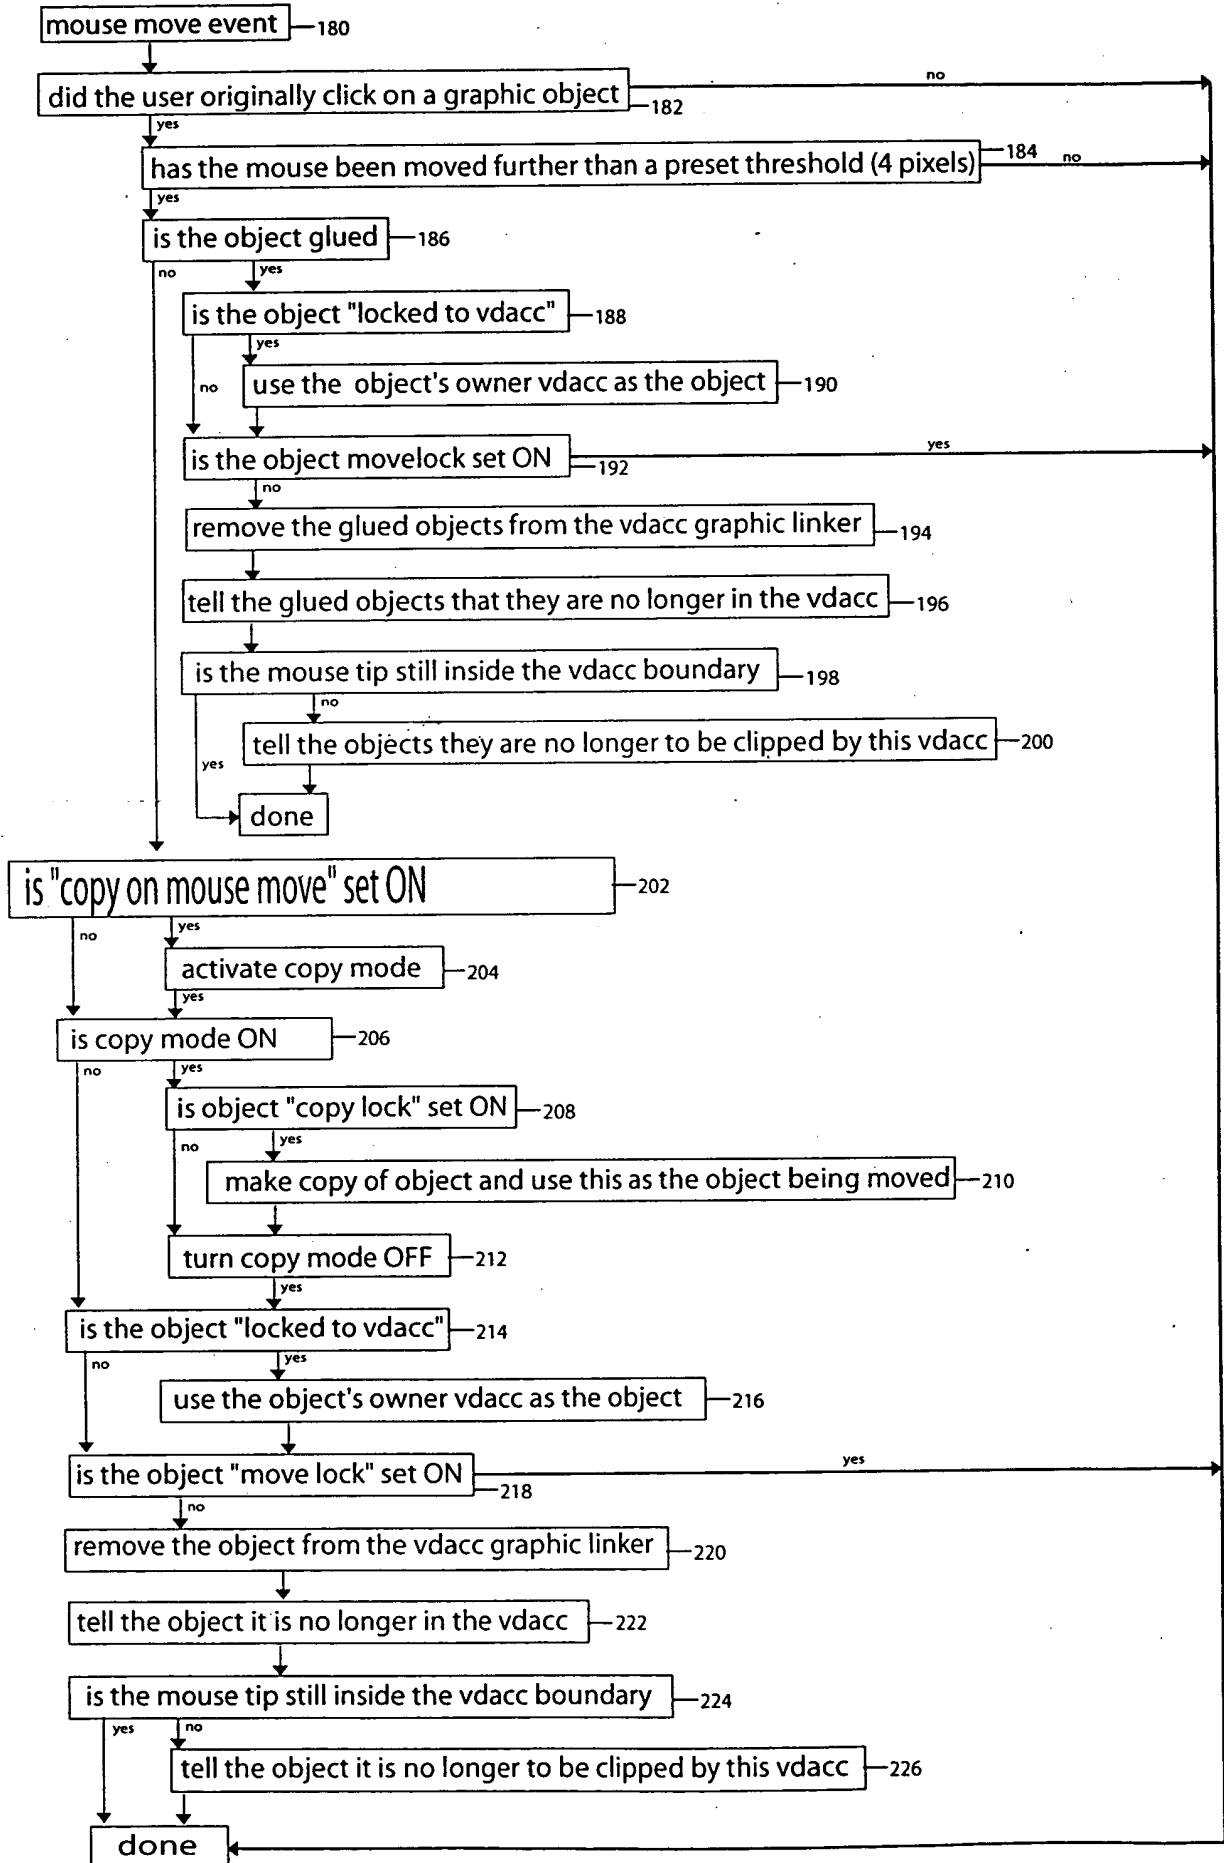 mouse move event 180
no
did the user originally click on a graphic object 182
yes
has the mouse been moved further than a preset threshold (4 pixels) 184 no
yes
is the object glued 186
no yes
is the object "locked to vdacc" 188
yes
no use the object's owner vdacc as the object 190
yes
is the object movelock set ON 192
no
remove the glued objects from the vdacc graphic linker 194
tell the glued objects that they are no longer in the vdacc 196
is the mouse tip still inside the vdacc boundary 198
no
tell the objects they are no longer to be clipped by this vdacc 200
yes
done
is "copy on mouse move" set ON 202
no yes
activate copy mode 204
yes
is copy mode ON 206
no yes
is object "copy lock" set ON 208
no yes
make copy of object and use this as the object being moved 210
turn copy mode OFF 212
yes
is the object "locked to vdacc" 214
no yes
use the object's owner vdacc as the object 216
yes
is the object "move lock" set ON 218
no
remove the object from the vdacc graphic linker 220
tell the object it is no longer in the vdacc 222
is the mouse tip still inside the vdacc boundary 224
yes no
tell the object it is no longer to be clipped by this vdacc 226
done